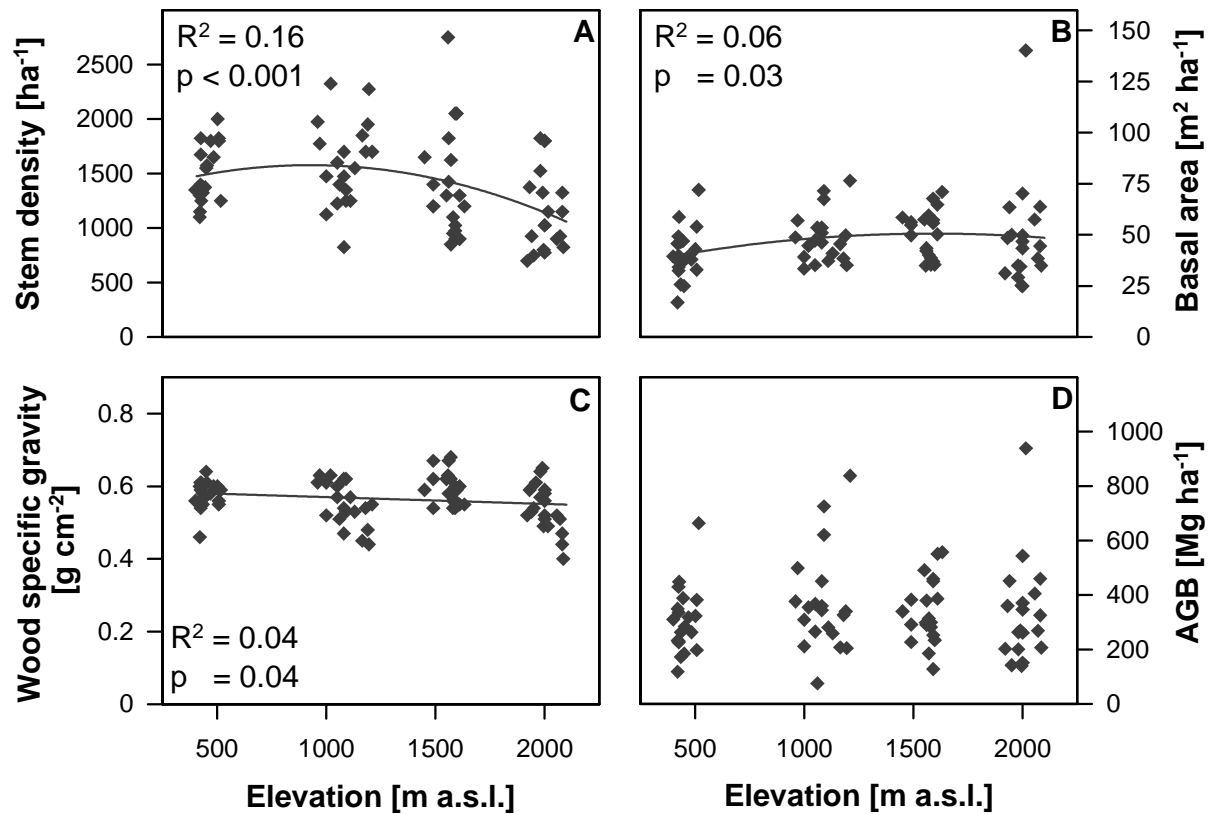 R² = 0.16
p < 0.001
A
Stem density [ha⁻¹]
2500
2000
1500
1000
500
0
R² = 0.06
p = 0.03
B
150
125
100
75
50
25
0
Basal area [m² ha⁻¹]
C
Wood specific gravity
[g cm⁻²]
0.8
0.6
0.4
0.2
0
R² = 0.04
p = 0.04
500 1000 1500 2000
Elevation [m a.s.l.]
D
1000
800
600
400
200
0
AGB [Mg ha⁻¹]
500 1000 1500 2000
Elevation [m a.s.l.]